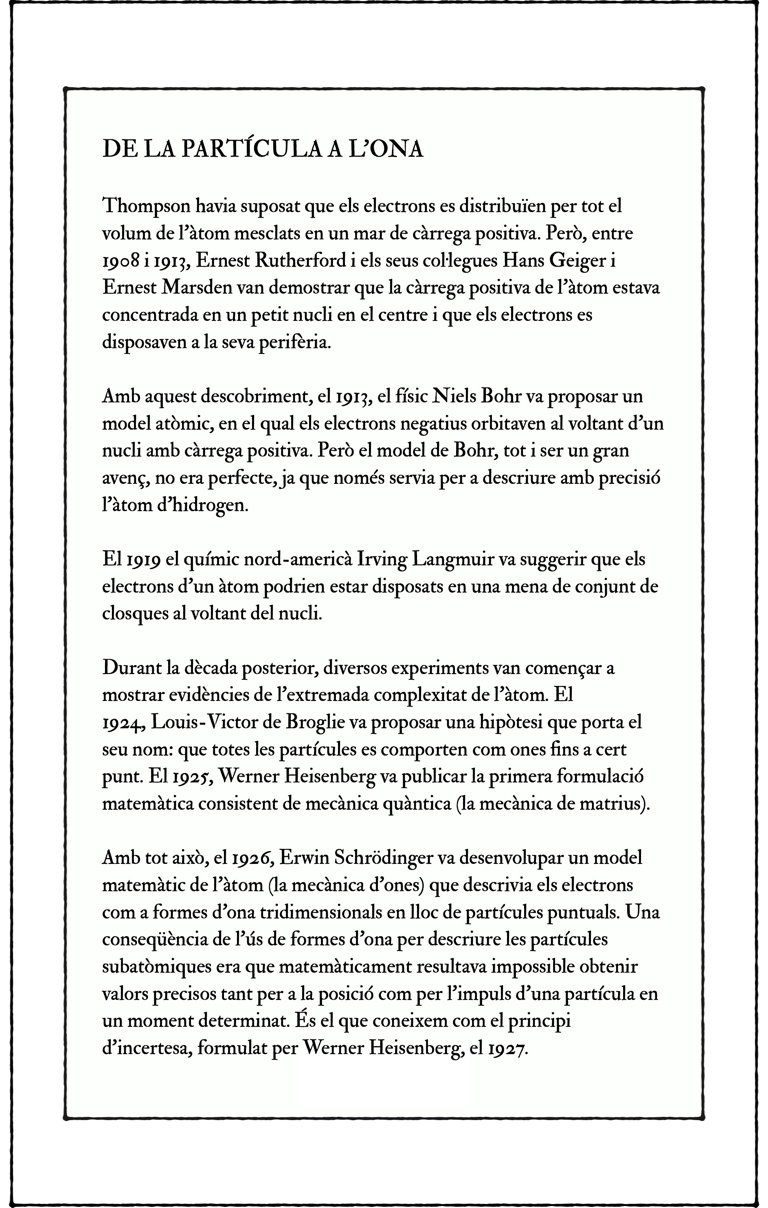 DE LA PARTÍCULA A L’ONA
Thompson havia suposat que els electrons es distribuïen per tot el
volum de l’àtom mesclats en un mar de càrrega positiva. Però, entre
1908 i 1913, Ernest Rutherford i els seus col·legues Hans Geiger i
Ernest Marsden van demostrar que la càrrega positiva de l’àtom estava
concentrada en un petit nucli en el centre i que els electrons es
disposaven a la seva perifèria.
Amb aquest descobriment, el 1913, el físic Niels Bohr va proposar un
model atòmic, en el qual els electrons negatius orbitaven al voltant d’un
nucli amb càrrega positiva. Però el model de Bohr, tot i ser un gran
avenç, no era perfecte, ja que només servia per a descriure amb precisió
l’àtom d’hidrogen.
El 1919 el químic nord-americà Irving Langmuir va suggerir que els
electrons d’un àtom podrien estar disposats en una mena de conjunt de
closques al voltant del nucli.
Durant la dècada posterior, diversos experiments van començar a
mostrar evidències de l’extremada complexitat de l’àtom. El
1924, Louis-Victor de Broglie va proposar una hipòtesi que porta el
seu nom: que totes les partícules es comporten com ones fins a cert
punt. El 1925, Werner Heisenberg va publicar la primera formulació
matemàtica consistent de mecànica quàntica (la mecànica de matrius).
Amb tot això, el 1926, Erwin Schrödinger va desenvolupar un model
matemàtic de l’àtom (la mecànica d’ones) que descrivia els electrons
com a formes d’ona tridimensionals en lloc de partícules puntuals. Una
conseqüència de l’ús de formes d’ona per descriure les partícules
subatòmiques era que matemàticament resultava impossible obtenir
valors precisos tant per a la posició com per l’impuls d’una partícula en
un moment determinat. És el que coneixem com el principi
d’incertesa, formulat per Werner Heisenberg, el 1927.